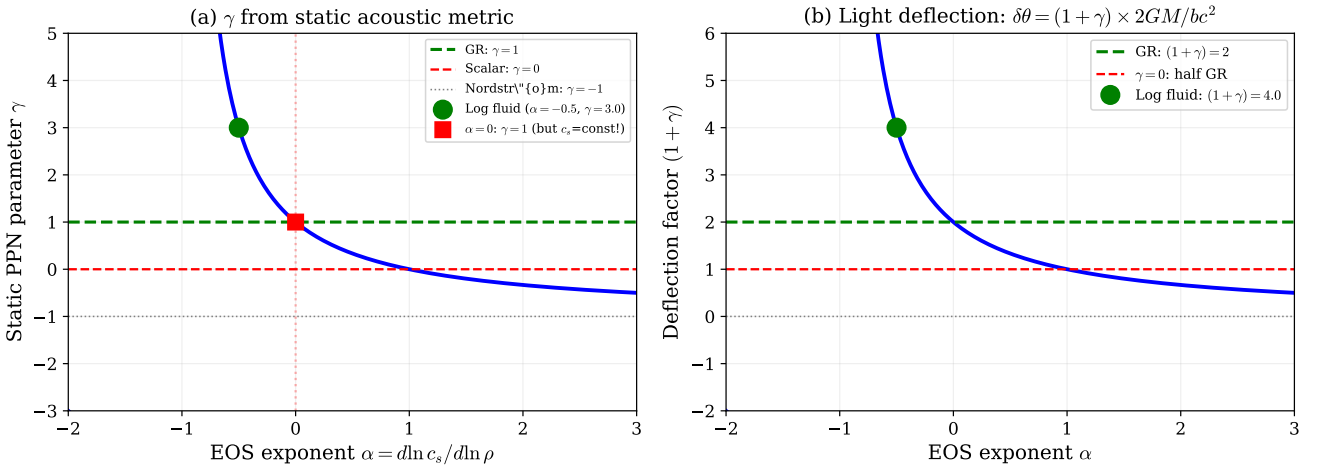 (a) γ from static acoustic metric
Static PPN parameter γ
5
4
3
2
1
0
−1
−2
−3
GR: γ = 1
Scalar: γ = 0
Nordstr\"{o}m: γ = −1
Log fluid (α = −0.5, γ = 3.0)
α = 0: γ = 1 (but c_s=const!)
−2 −1 0 1 2 3
EOS exponent α = d ln c_s/d ln ρ
(b) Light deflection: δθ = (1 + γ) × 2GM/bc²
Deflection factor (1 + γ)
6
5
4
3
2
1
0
−1
−2
GR: (1 + γ) = 2
γ = 0: half GR
Log fluid: (1 + γ) = 4.0
−2 −1 0 1 2 3
EOS exponent α